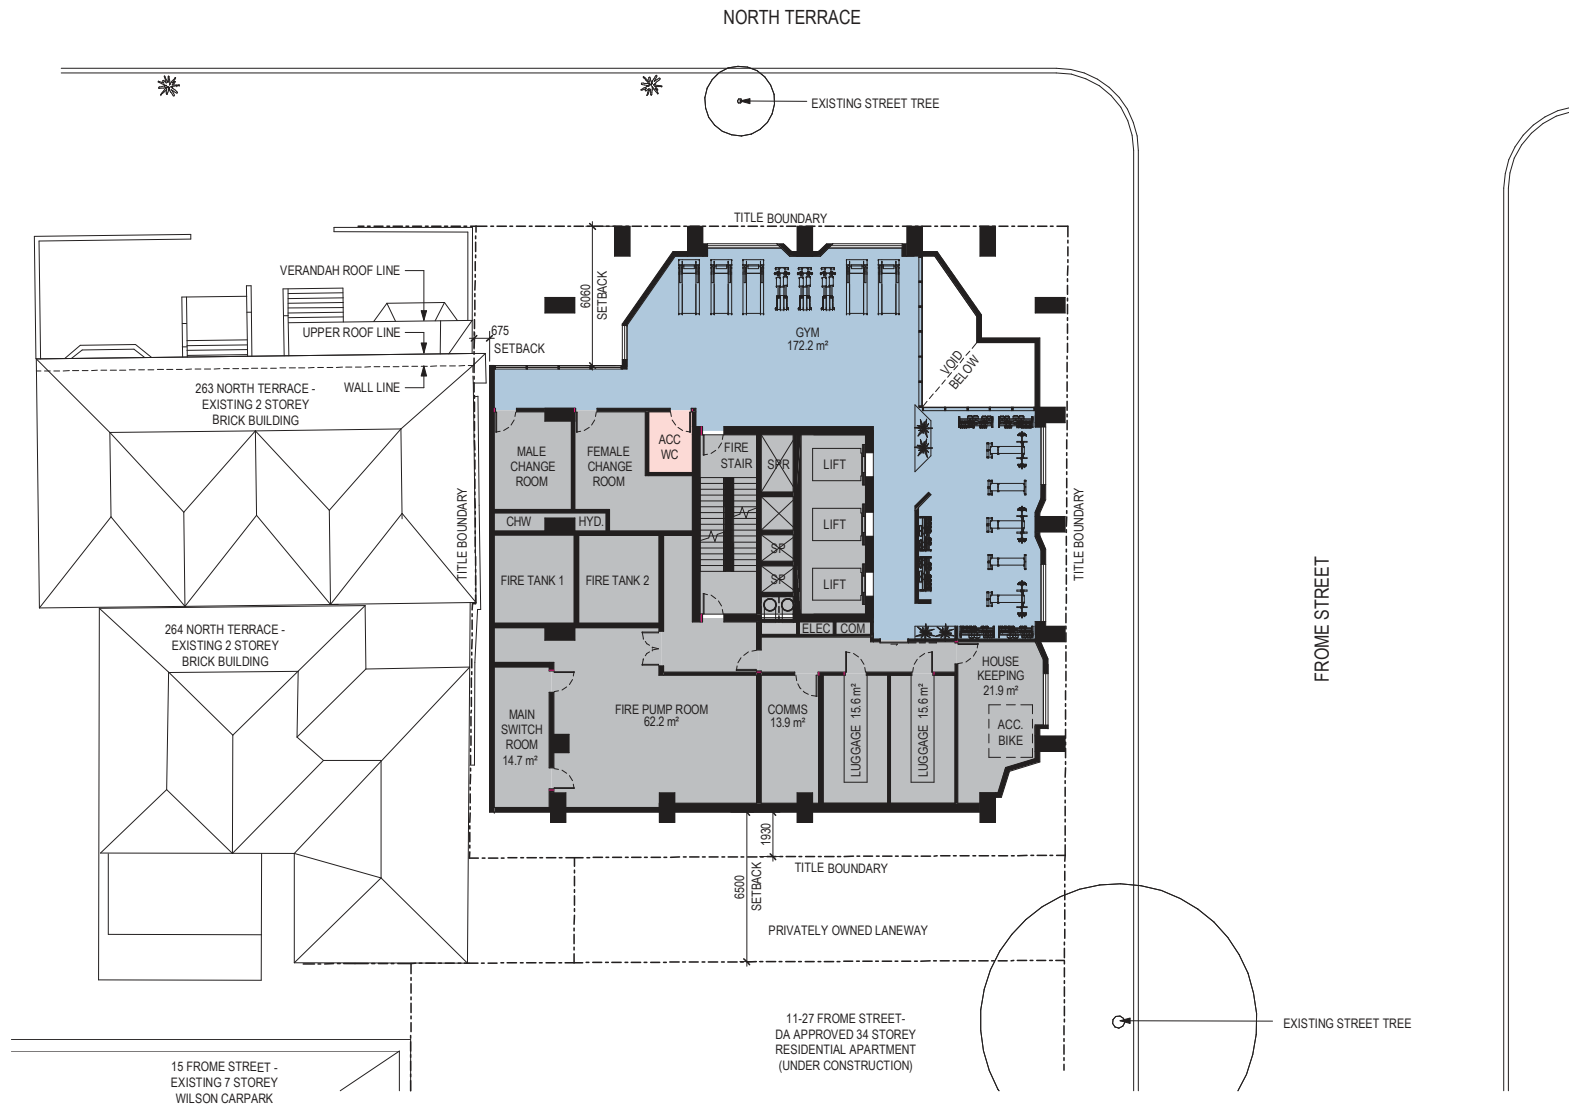 NORTH TERRACE
EXISTING STREET TREE
TITLE BOUNDARY
VERANDAH ROOF LINE
UPPER ROOF LINE
WALL LINE
675
SETBACK
6060
SETBACK
263 NORTH TERRACE -
EXISTING 2 STOREY
BRICK BUILDING
GYM
172.2 m²
VOID
BELOW
MALE
CHANGE
ROOM
FEMALE
CHANGE
ROOM
ACC
WC
FIRE
STAIR
SPR
LIFT
LIFT
LIFT
SP
SP
CHW
HYD.
TITLE BOUNDARY
TITLE BOUNDARY
FIRE TANK 1
FIRE TANK 2
ELEC
COM
264 NORTH TERRACE -
EXISTING 2 STOREY
BRICK BUILDING
HOUSE
KEEPING
21.9 m²
ACC.
BIKE
MAIN
SWITCH
ROOM
14.7 m²
FIRE PUMP ROOM
62.2 m²
COMMS
13.9 m²
LUGGAGE 15.6 m²
LUGGAGE 15.6 m²
FROME STREET
1930
6500
SETBACK
TITLE BOUNDARY
PRIVATELY OWNED LANEWAY
11-27 FROME STREET-
DA APPROVED 34 STOREY
RESIDENTIAL APARTMENT
(UNDER CONSTRUCTION)
EXISTING STREET TREE
15 FROME STREET -
EXISTING 7 STOREY
WILSON CARPARK